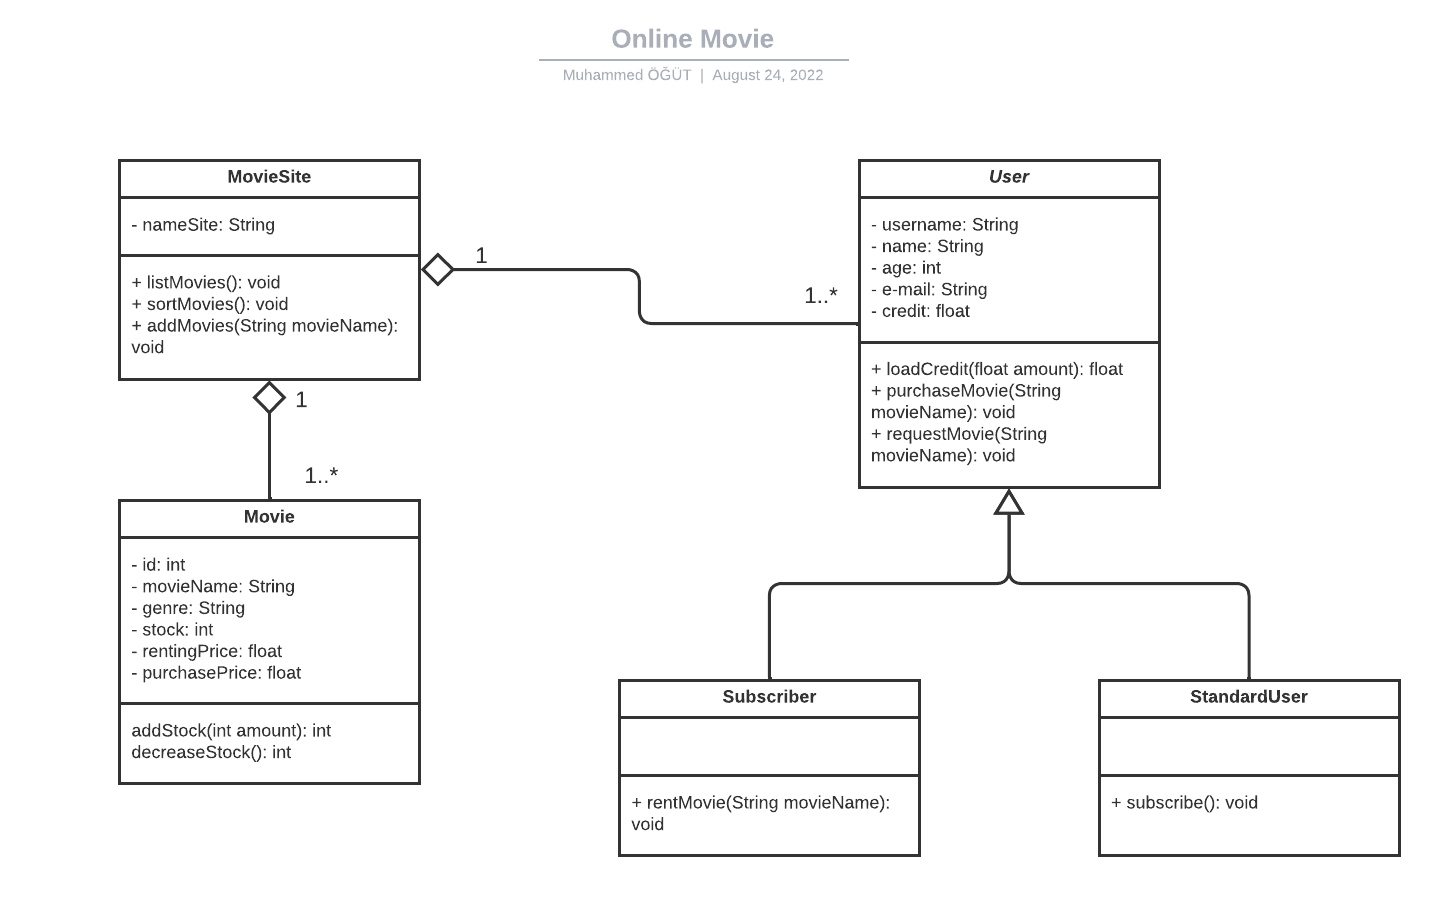 Online Movie
Muhammed ÖĞÜT | August 24, 2022
MovieSite
- nameSite: String
+ listMovies(): void
+ sortMovies(): void
+ addMovies(String movieName):
void
1
1..*
User
- username: String
- name: String
- age: int
- e-mail: String
- credit: float
+ loadCredit(float amount): float
+ purchaseMovie(String
movieName): void
+ requestMovie(String
movieName): void
1
1..*
Movie
- id: int
- movieName: String
- genre: String
- stock: int
- rentingPrice: float
- purchasePrice: float
addStock(int amount): int
decreaseStock(): int
Subscriber
+ rentMovie(String movieName):
void
StandardUser
+ subscribe(): void